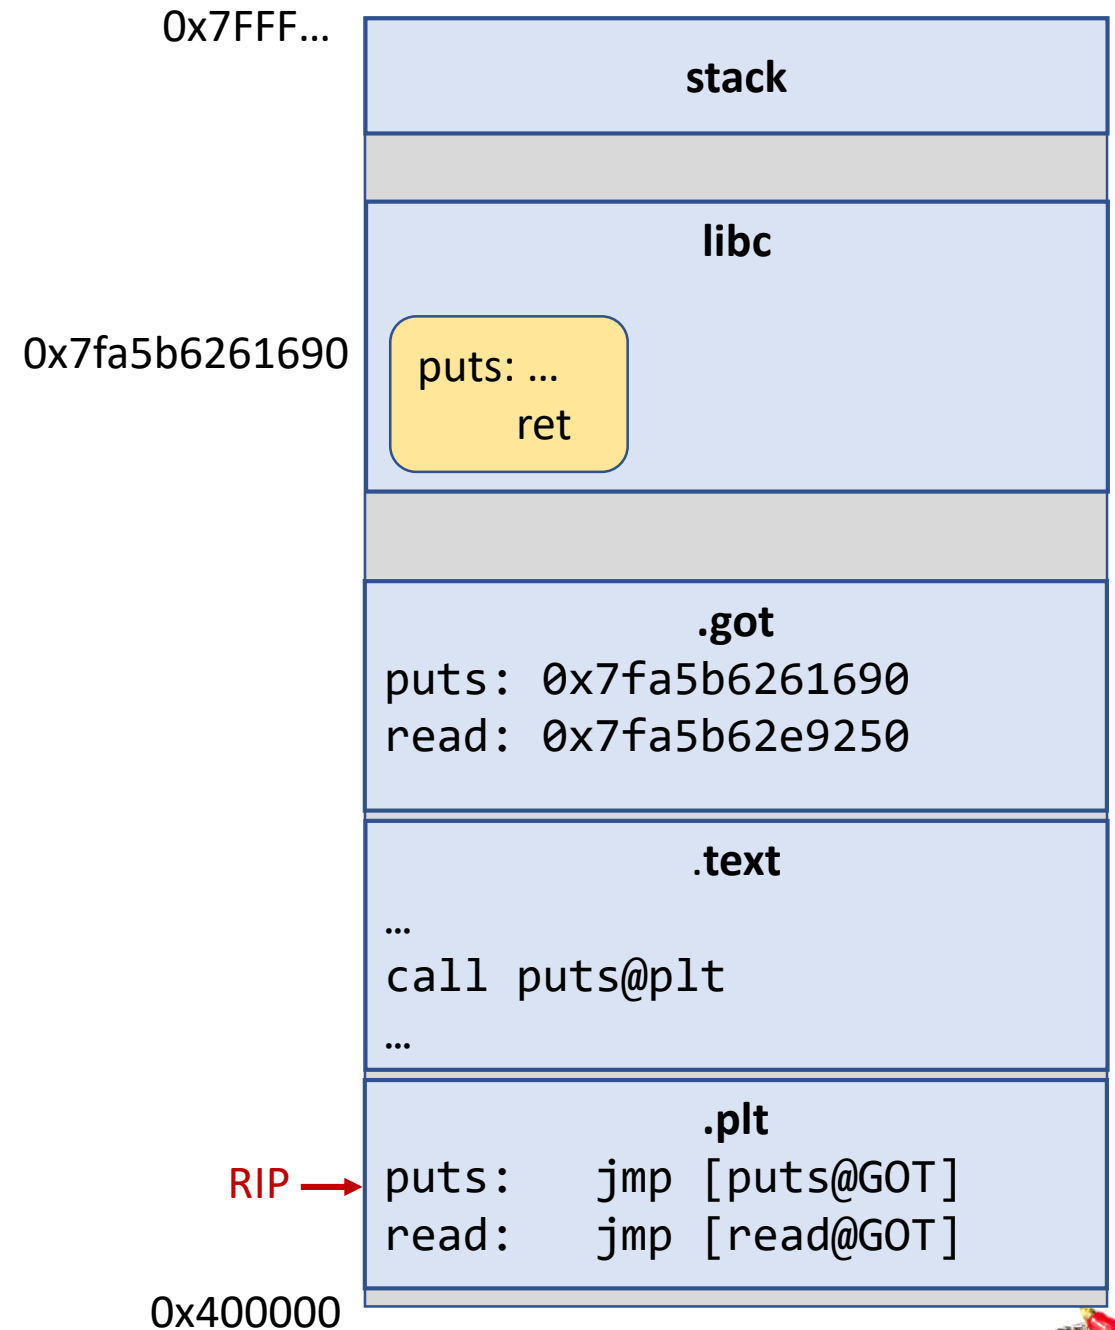 0x7FFF…
stack
libc
0x7fa5b6261690
puts: …
ret
.got
puts: 0x7fa5b6261690
read: 0x7fa5b62e9250
.text
…
call puts@plt
…
.plt
RIP
puts: jmp [puts@GOT]
read: jmp [read@GOT]
0x400000